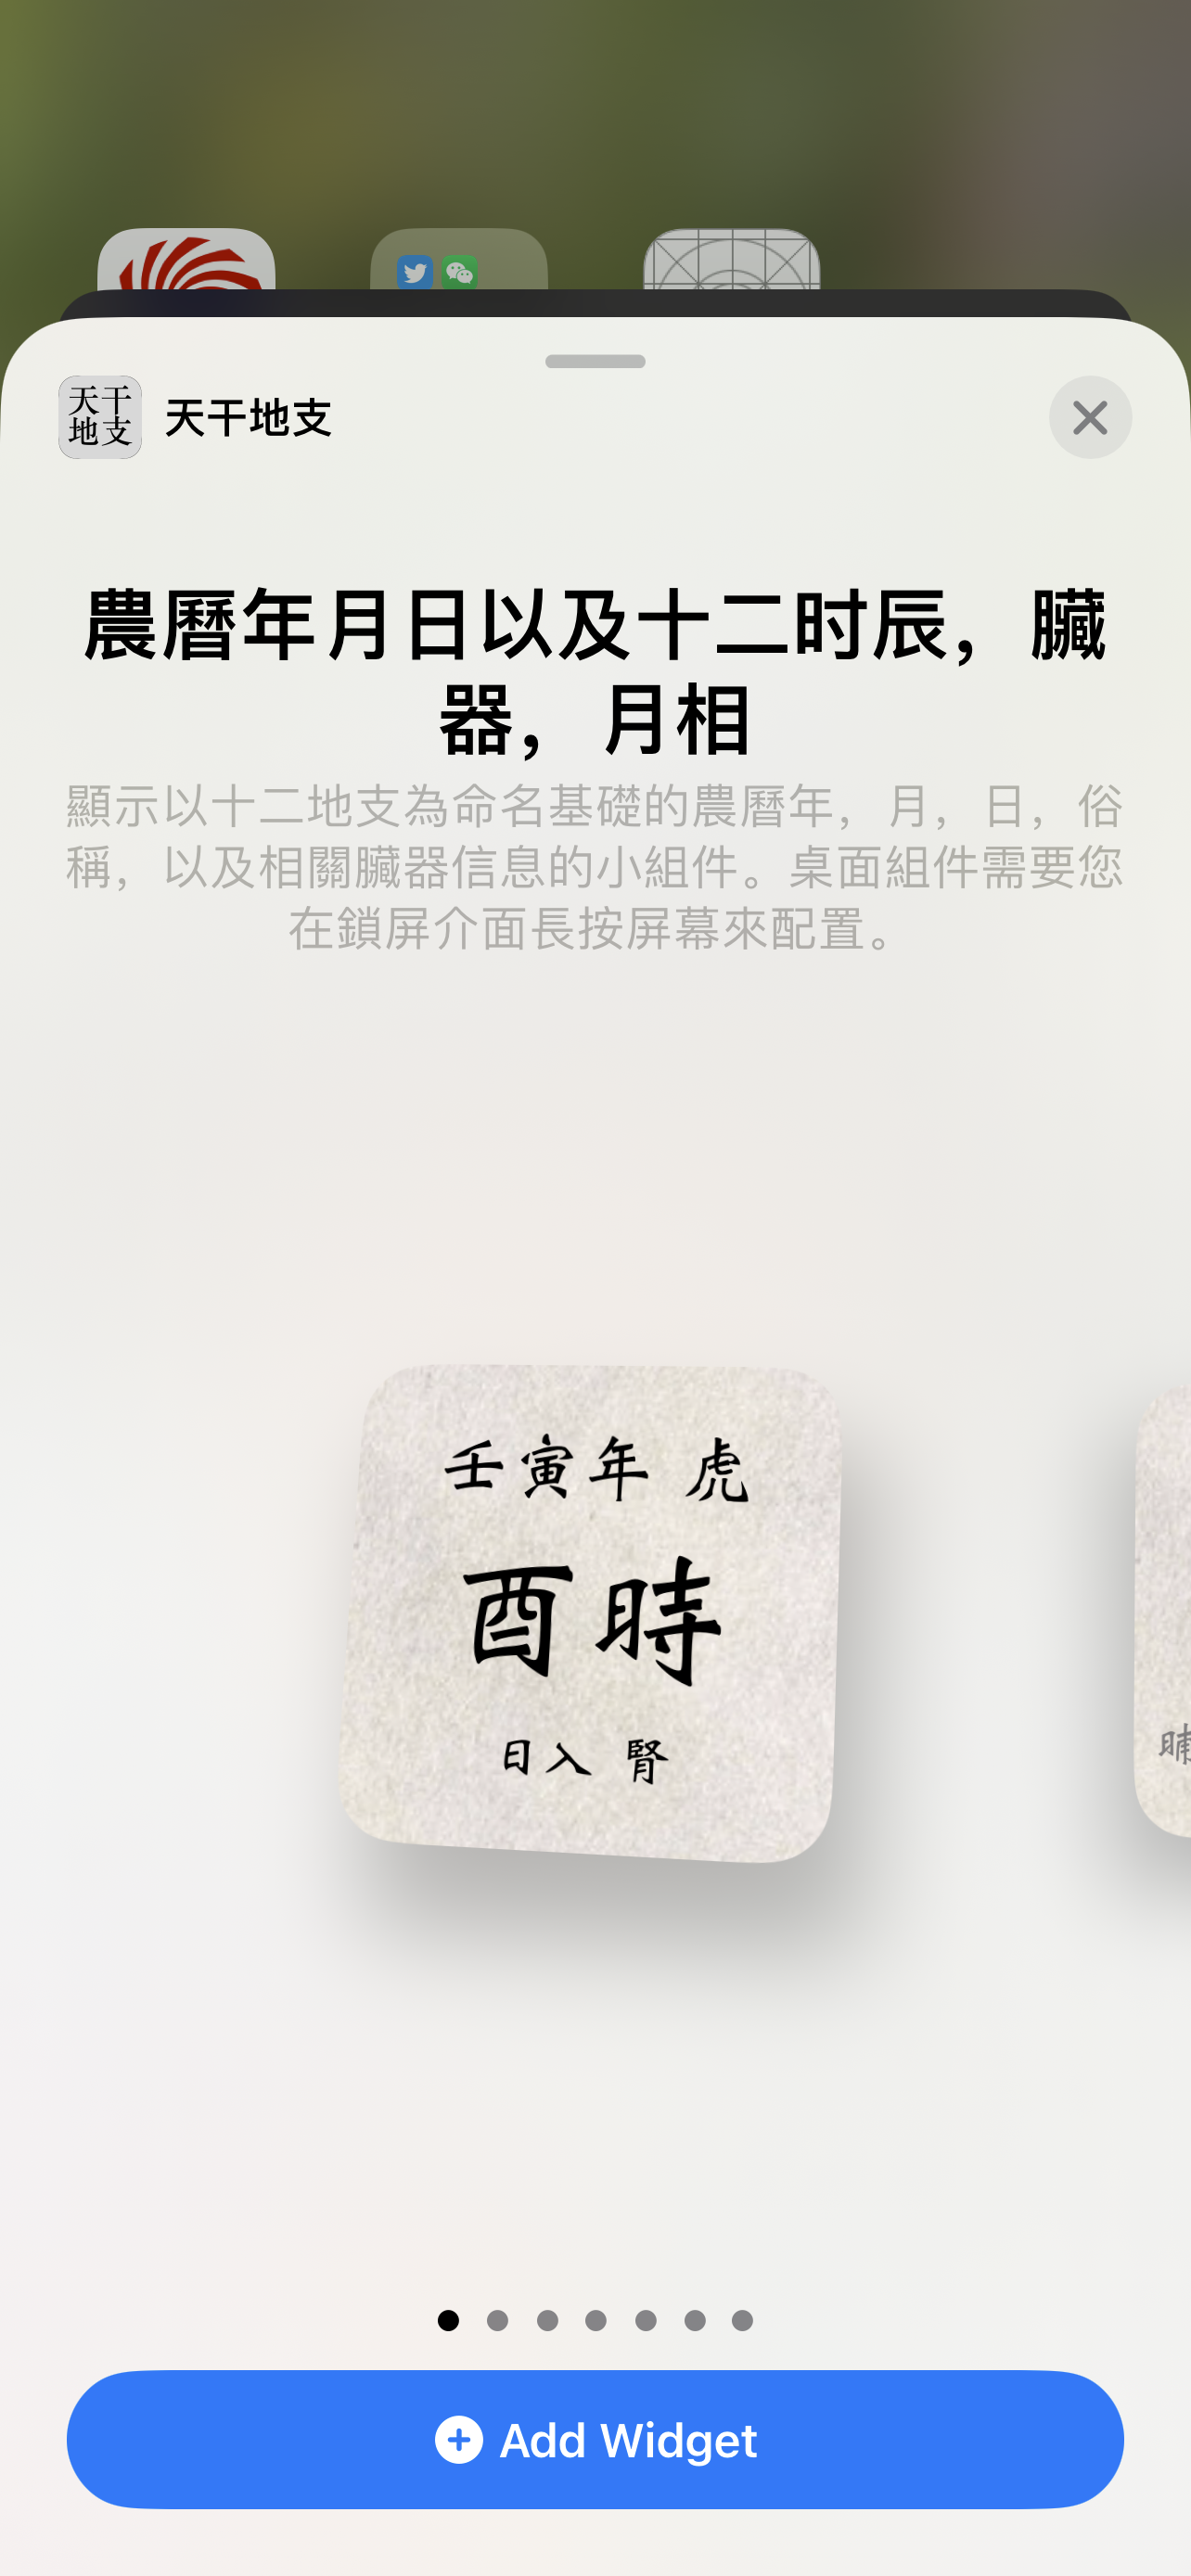 天干
地支
天干地支
農曆年月日以及十二时辰，臟
器，月相
顯示以十二地支為命名基礎的農曆年，月，日，俗
稱，以及相關臟器信息的小組件。桌面組件需要您
在鎖屏介面長按屏幕來配置。
壬寅年 虎
酉時
日入 腎
晡
Add Widget